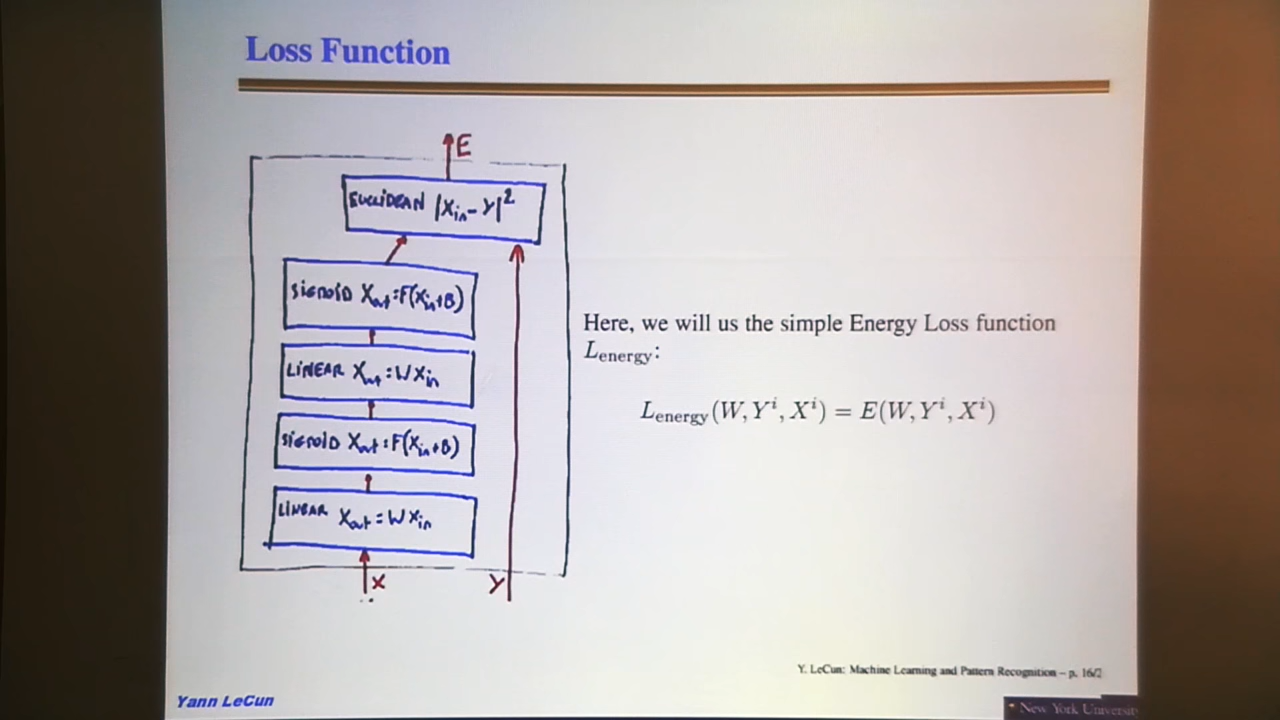 Loss Function
E
EUCLIDEAN |X_in - Y|²
SIGMOID X_out = F(X_in + B)
LINEAR X_out = W X_in
SIGMOID X_out = F(X_in + B)
LINEAR X_out = W X_in
X
Y
Here, we will us the simple Energy Loss function
L_energy:
L_energy(W, Y^i, X^i) = E(W, Y^i, X^i)
Y. LeCun: Machine Learning and Pattern Recognition – p. 16/2
Yann LeCun
New York Universit